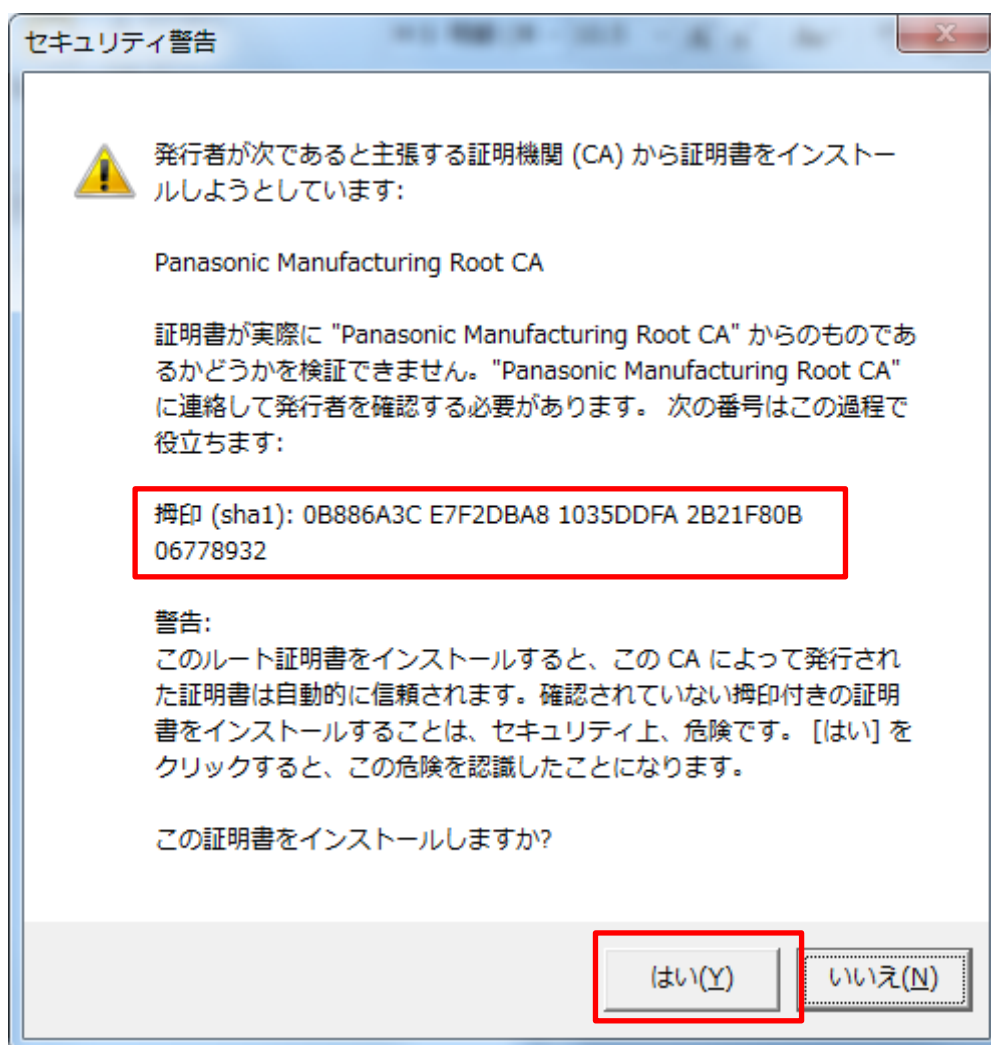 セキュリティ警告
発行者が次であると主張する証明機関 (CA) から証明書をインストー
ルしようとしています:
Panasonic Manufacturing Root CA
証明書が実際に "Panasonic Manufacturing Root CA" からのものであ
るかどうかを検証できません。"Panasonic Manufacturing Root CA"
に連絡して発行者を確認する必要があります。 次の番号はこの過程で
役立ちます:
拇印 (sha1): 0B886A3C E7F2DBA8 1035DDFA 2B21F80B
06778932
警告:
このルート証明書をインストールすると、この CA によって発行され
た証明書は自動的に信頼されます。確認されていない拇印付きの証明
書をインストールすることは、セキュリティ上、危険です。 [はい] を
クリックすると、この危険を認識したことになります。
この証明書をインストールしますか?
はい(Y)
いいえ(N)